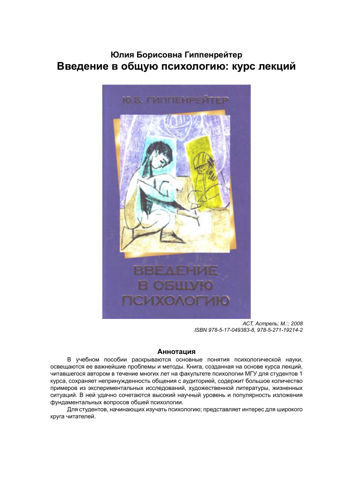 Юлия Борисовна Гиппенрейтер
Введение в общую психологию: курс лекций
Ю.Б. ГИППЕНРЕЙТЕР
ВВЕДЕНИЕ
В ОБЩУЮ
ПСИХОЛОГИЮ
АСТ, Астрель; М.:; 2008
ISBN 978-5-17-049383-8, 978-5-271-19214-2
Аннотация
В учебном пособии раскрываются основные понятия психологической науки,
освещаются ее важнейшие проблемы и методы. Книга, созданная на основе курса лекций,
читавшегося автором в течение многих лет на факультете психологии МГУ для студентов 1
курса, сохраняет непринужденность общения с аудиторией, содержит большое количество
примеров из экспериментальных исследований, художественной литературы, жизненных
ситуаций. В ней удачно сочетаются высокий научный уровень и популярность изложения
фундаментальных вопросов общей психологии.
Для студентов, начинающих изучать психологию; представляет интерес для широкого
круга читателей.